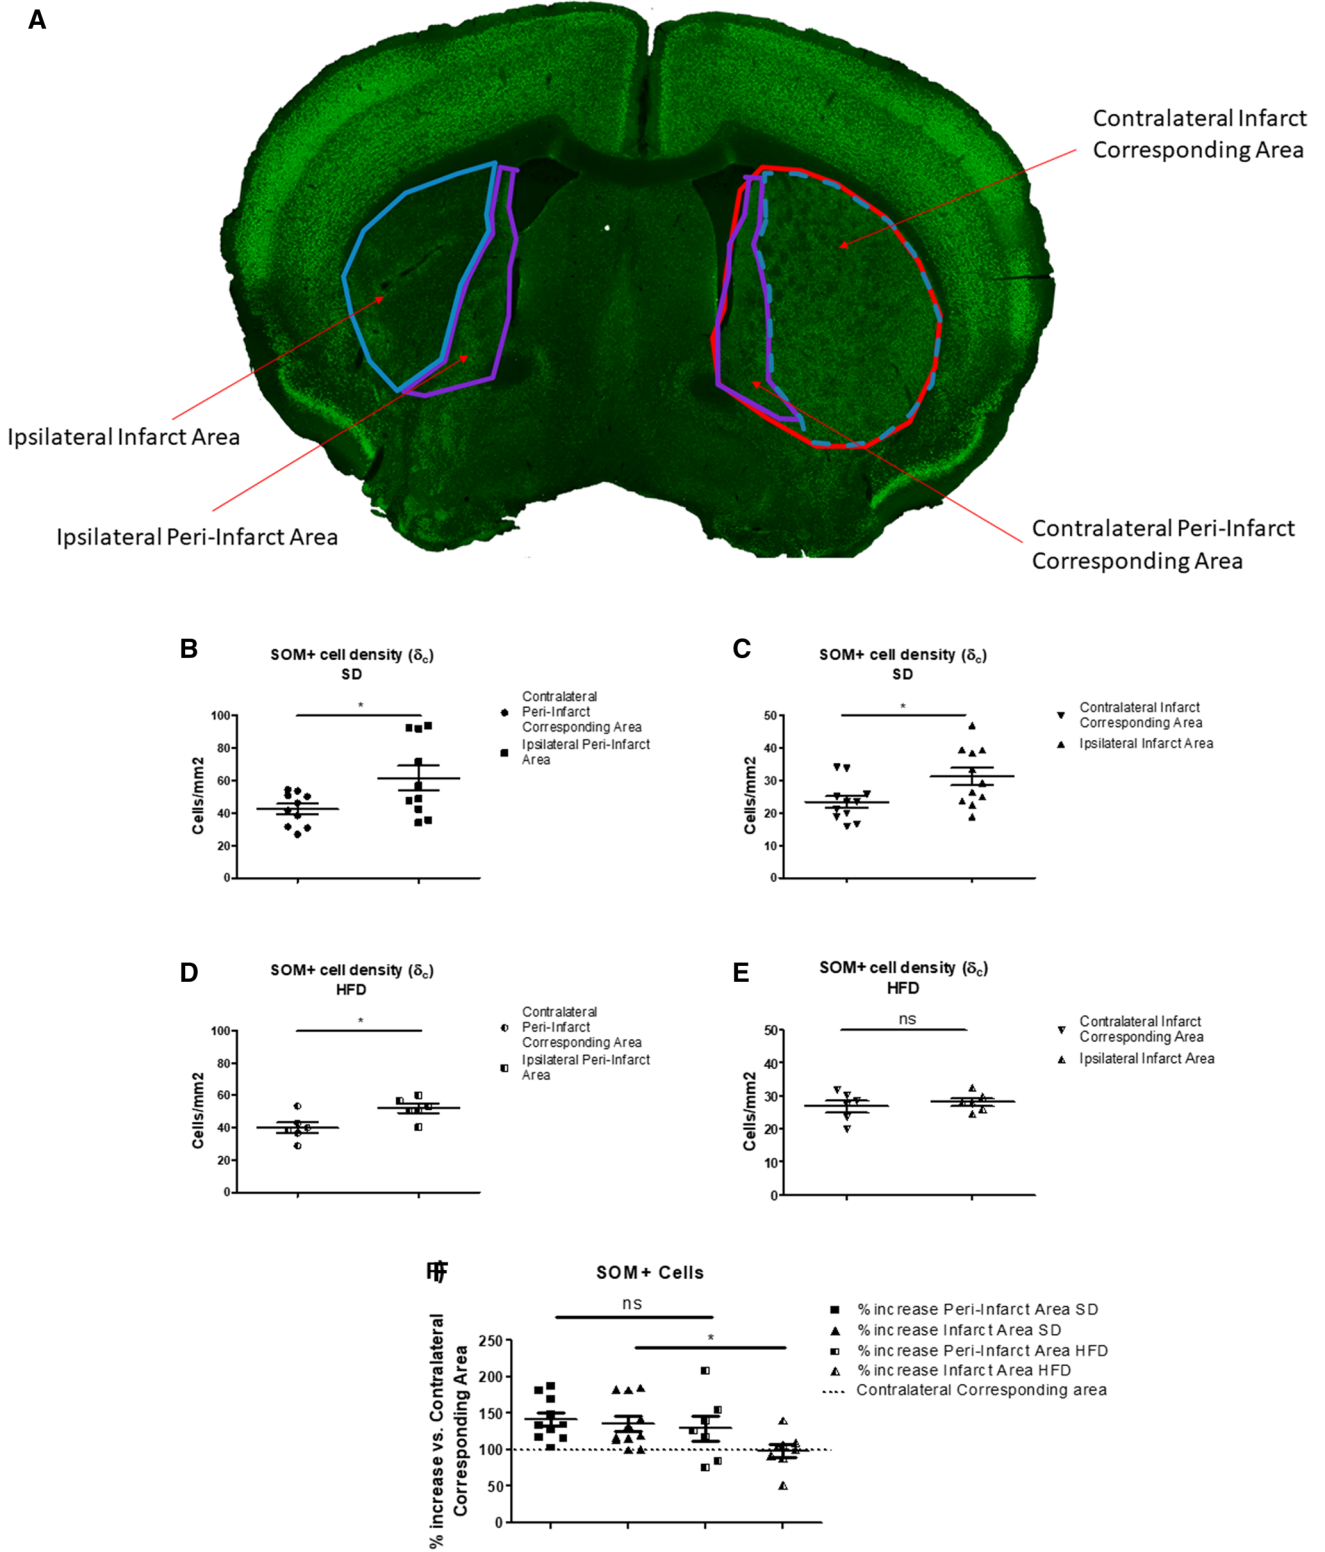 A
Contralateral Infarct
Corresponding Area
Ipsilateral Infarct Area
Ipsilateral Peri-Infarct Area
Contralateral Peri-Infarct
Corresponding Area
B
SOM+ cell density (δc)
SD
*
Cells/mm2
100
80
60
40
20
0
Contralateral
Peri-Infarct
Corresponding Area
Ipsilateral Peri-Infarct
Area
C
SOM+ cell density (δc)
SD
*
Cells/mm2
50
40
30
20
10
0
Contralateral Infarct
Corresponding Area
Ipsilateral Infarct Area
D
SOM+ cell density (δc)
HFD
*
Cells/mm2
100
80
60
40
20
0
Contralateral
Peri-Infarct
Corresponding Area
Ipsilateral Peri-Infarct
Area
E
SOM+ cell density (δc)
HFD
ns
Cells/mm2
50
40
30
20
10
0
Contralateral Infarct
Corresponding Area
Ipsilateral Infarct Area
SOM+ Cells
ns
*
% increase vs. Contralateral
Corresponding Area
250
200
150
100
50
0
% increase Peri-Infarct Area SD
% increase Infarct Area SD
% increase Peri-Infarct Area HFD
% increase Infarct Area HFD
Contralateral Corresponding area